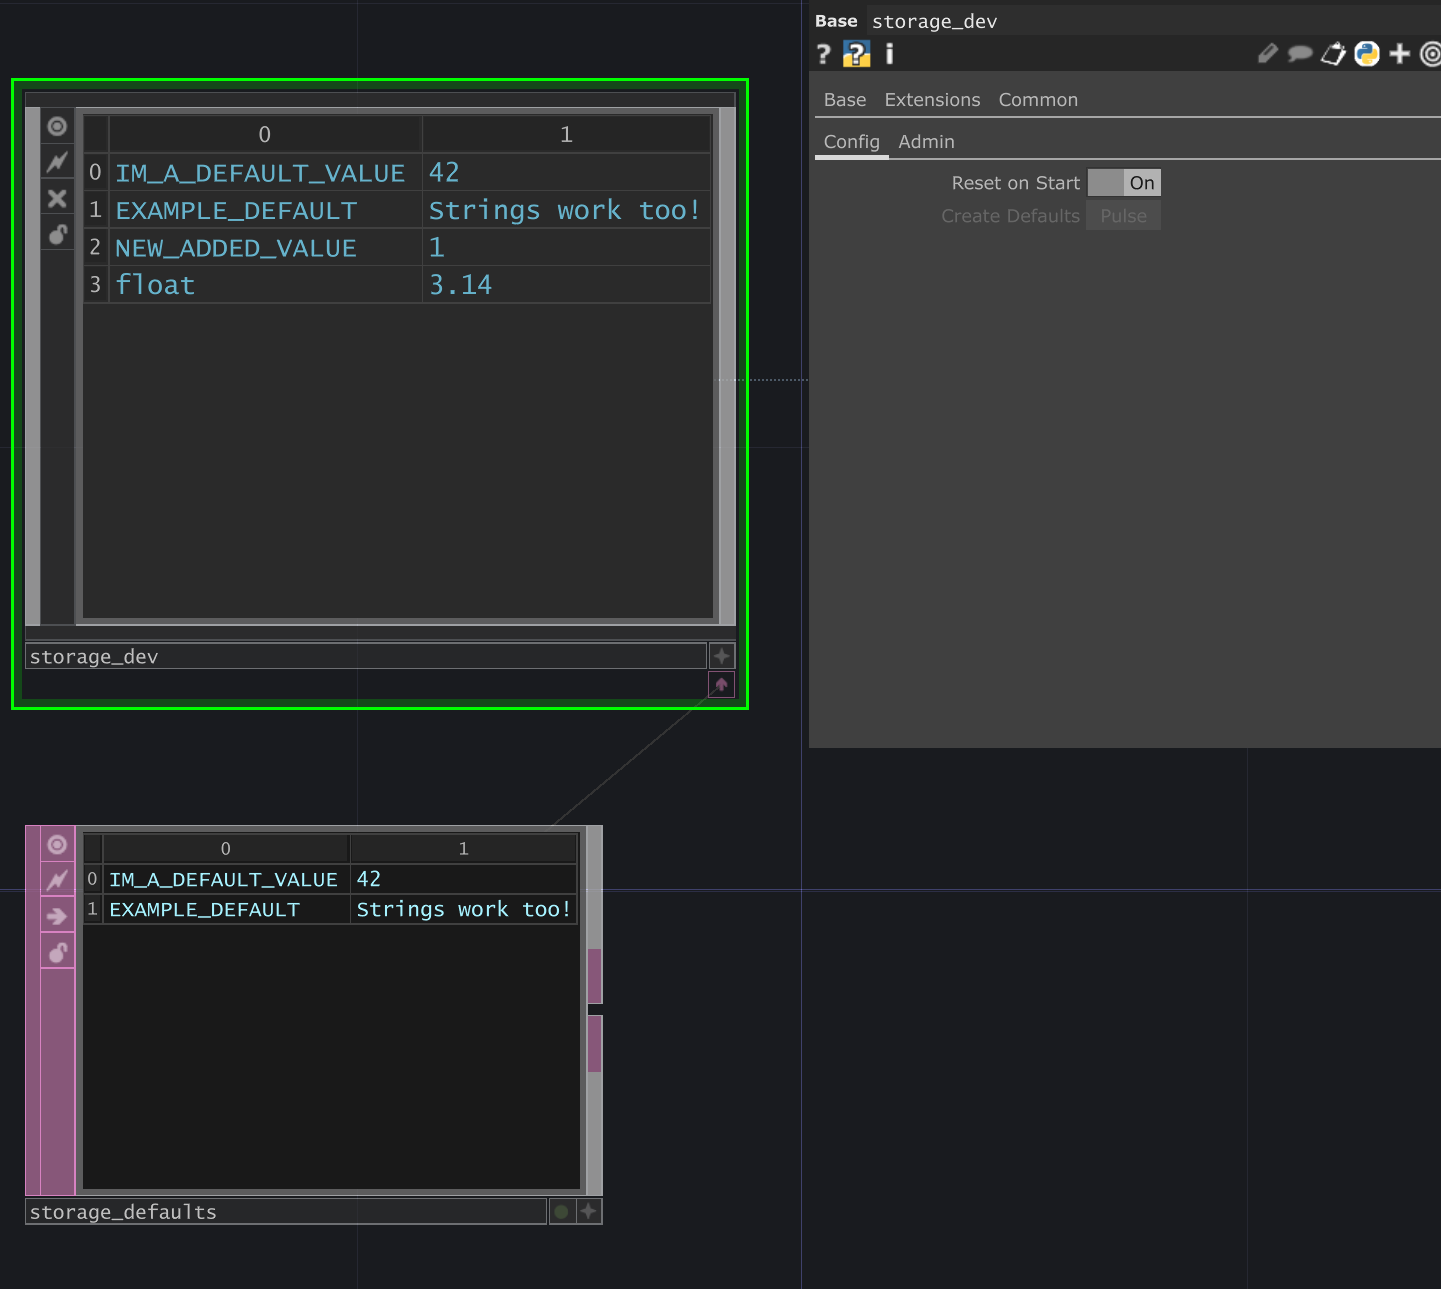 Base storage_dev
? ? i
Base Extensions Common
Config Admin
Reset on Start On
Create Defaults Pulse
0 1
0 IM_A_DEFAULT_VALUE 42
1 EXAMPLE_DEFAULT Strings work too!
2 NEW_ADDED_VALUE 1
3 float 3.14
storage_dev
0 1
0 IM_A_DEFAULT_VALUE 42
1 EXAMPLE_DEFAULT Strings work too!
storage_defaults